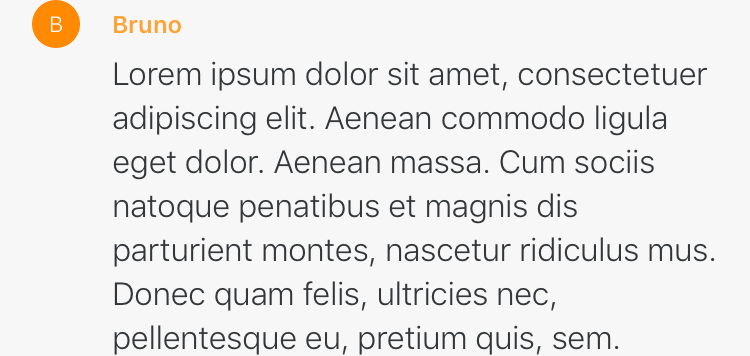 B
Bruno
Lorem ipsum dolor sit amet, consectetuer
adipiscing elit. Aenean commodo ligula
eget dolor. Aenean massa. Cum sociis
natoque penatibus et magnis dis
parturient montes, nascetur ridiculus mus.
Donec quam felis, ultricies nec,
pellentesque eu, pretium quis, sem.